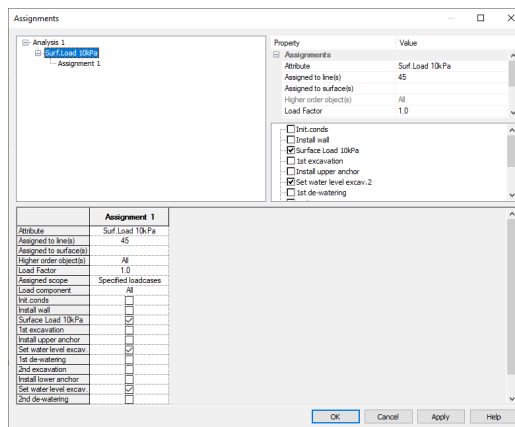 Assignments
Analysis 1
Surf.Load 10kPa
Assignment 1
Property Value
Assignments
Attribute Surf.Load 10kPa
Assigned to line(s) 45
Assigned to surface(s)
Higher order object(s) All
Load Factor 1.0
Init.conds
Install wall
Surface Load 10kPa
1st excavation
Install upper anchor
Set water level excav.2
1st de-watering
Assignment 1
Attribute Surf.Load 10kPa
Assigned to line(s) 45
Assigned to surface(s)
Higher order object(s) All
Load Factor 1.0
Assigned scope Specified loadcases
Load component All
Init.conds
Install wall
Surface Load 10kPa
1st excavation
Install upper anchor
Set water level excav.
1st de-watering
2nd excavation
Install lower anchor
Set water level excav.
2nd de-watering
OK Cancel Apply Help